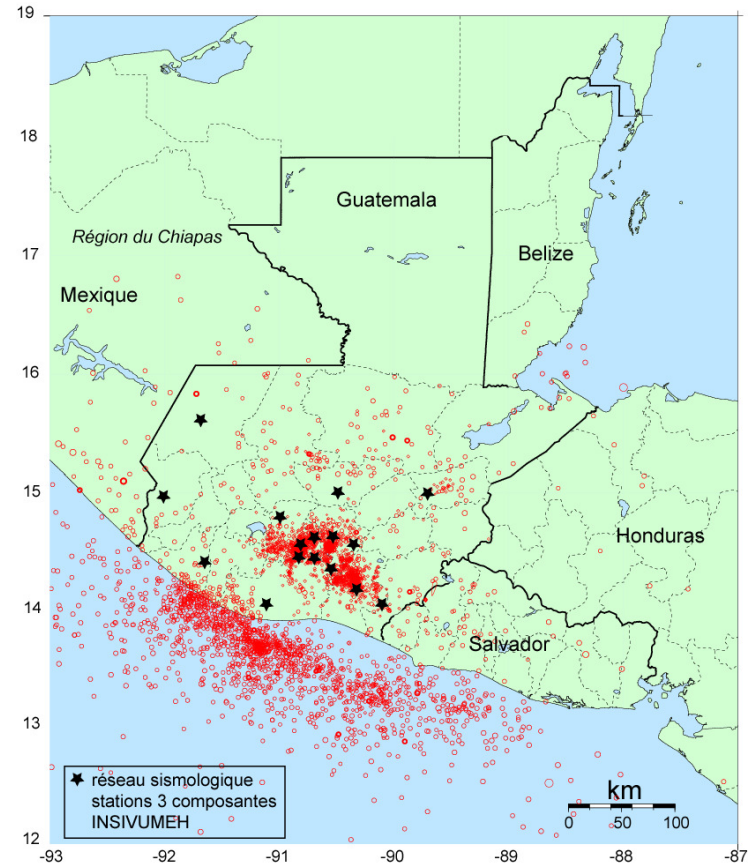 19
18
17
16
15
14
13
12
Guatemala
Région du Chiapas
Belize
Mexique
Honduras
Salvador
réseau sismologique
stations 3 composantes
INSIVUMEH
km
0 50 100
-93 -92 -91 -90 -89 -88 -87